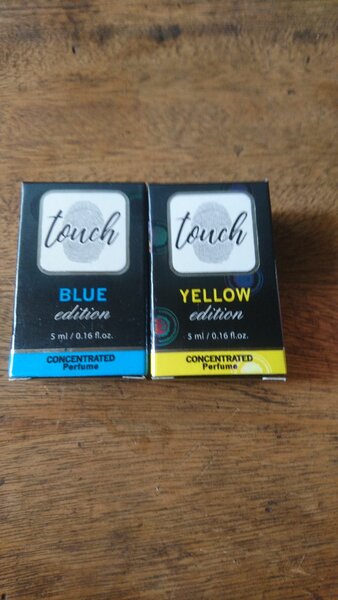 touch
BLUE
edition
5 ml / 0.16 fl.oz.
CONCENTRATED
Perfume
touch
YELLOW
edition
5 ml / 0.16 fl.oz.
CONCENTRATED
Perfume